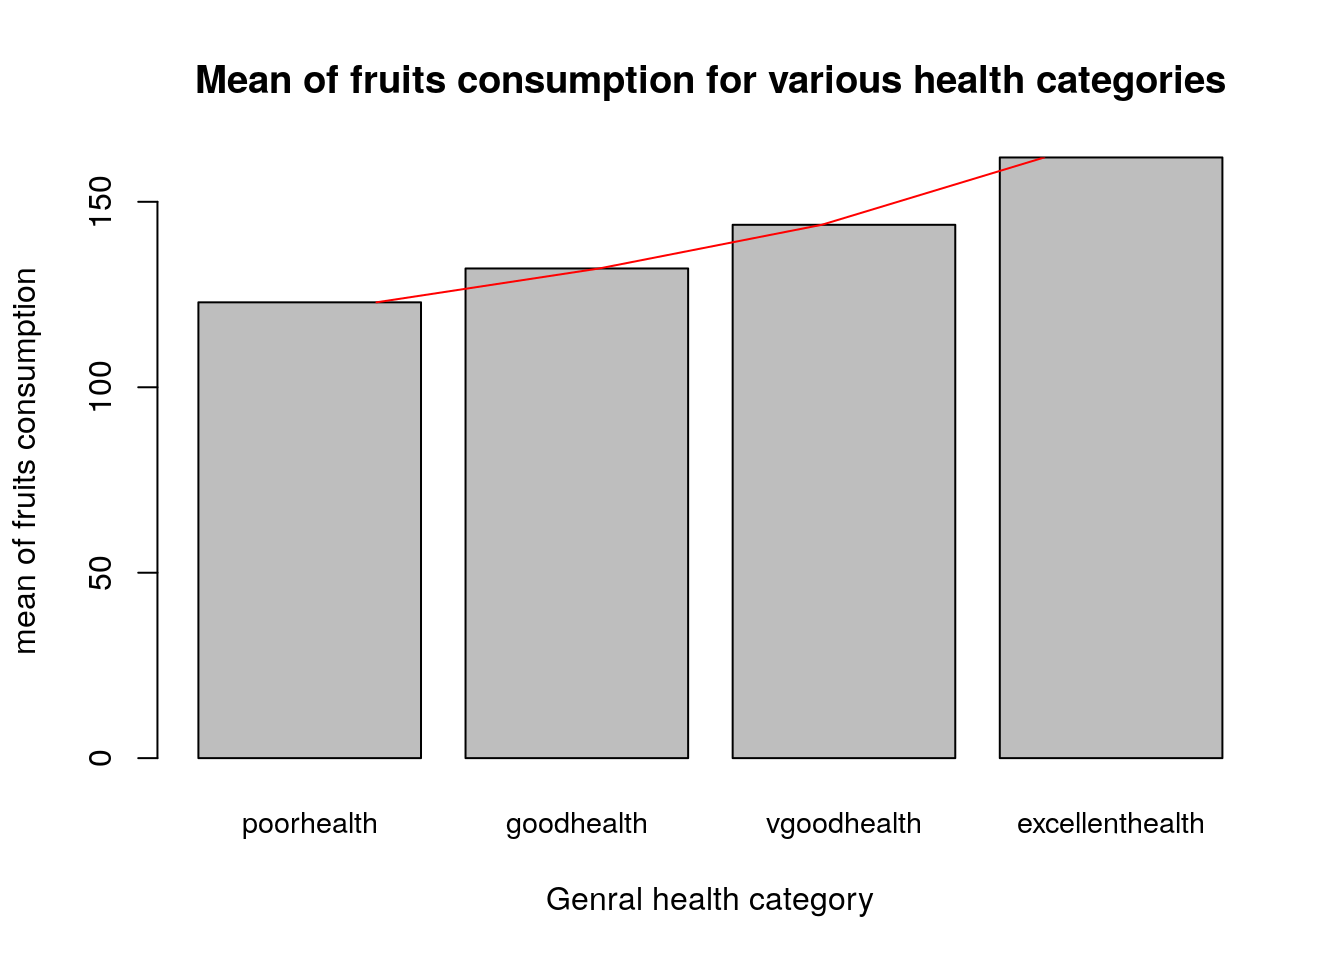 Mean of fruits consumption for various health categories
mean of fruits consumption
150
100
50
0
poorhealth goodhealth vgoodhealth excellenthealth
Genral health category